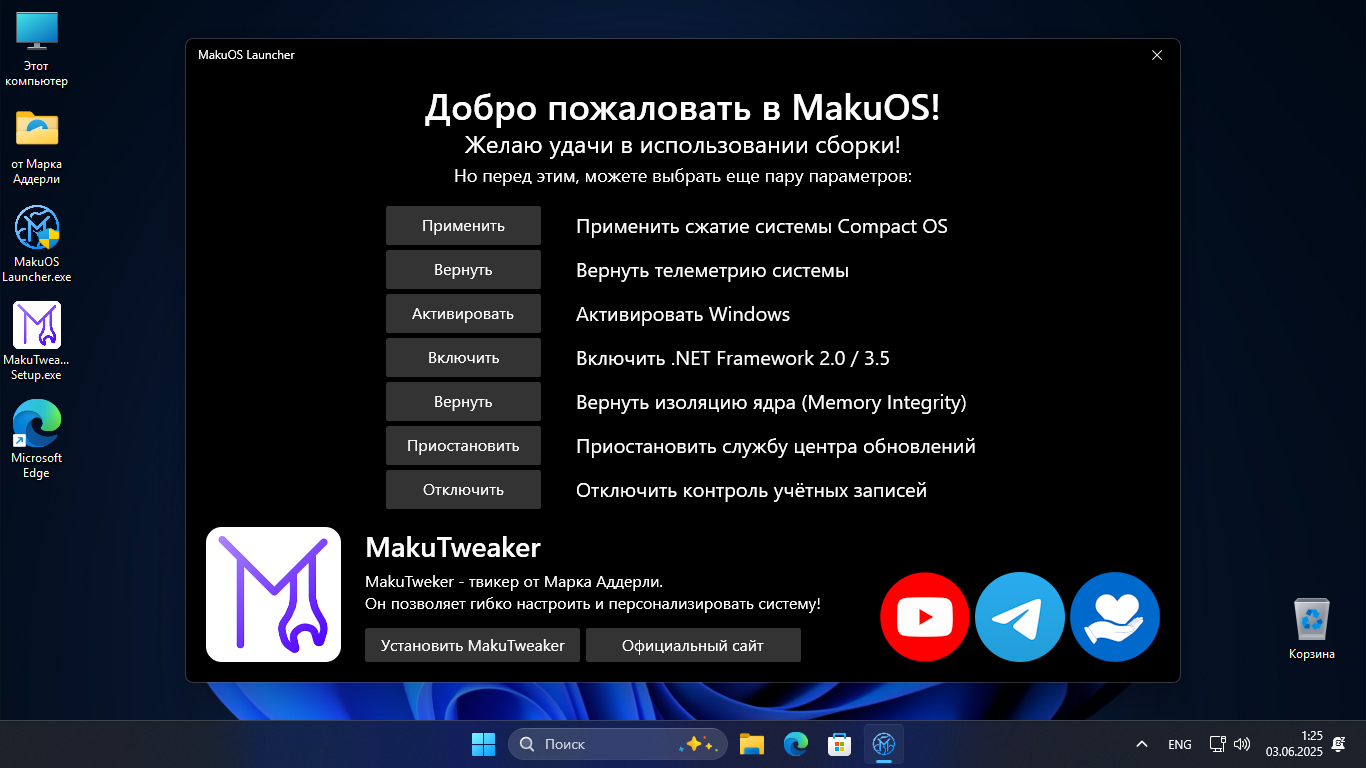 Этот
компьютер
от Марка
Аддерли
MakuOS
Launcher.exe
MakuTwea...
Setup.exe
Microsoft
Edge
MakuOS Launcher
Добро пожаловать в MakuOS!
Желаю удачи в использовании сборки!
Но перед этим, можете выбрать еще пару параметров:
Применить Применить сжатие системы Compact OS
Вернуть Вернуть телеметрию системы
Активировать Активировать Windows
Включить Включить .NET Framework 2.0 / 3.5
Вернуть Вернуть изоляцию ядра (Memory Integrity)
Приостановить Приостановить службу центра обновлений
Отключить Отключить контроль учётных записей
MakuTweaker
MakuTweker - твикер от Марка Аддерли.
Он позволяет гибко настроить и персонализировать систему!
Установить MakuTweaker Официальный сайт
Корзина
Поиск
ENG
1:25
03.06.2025